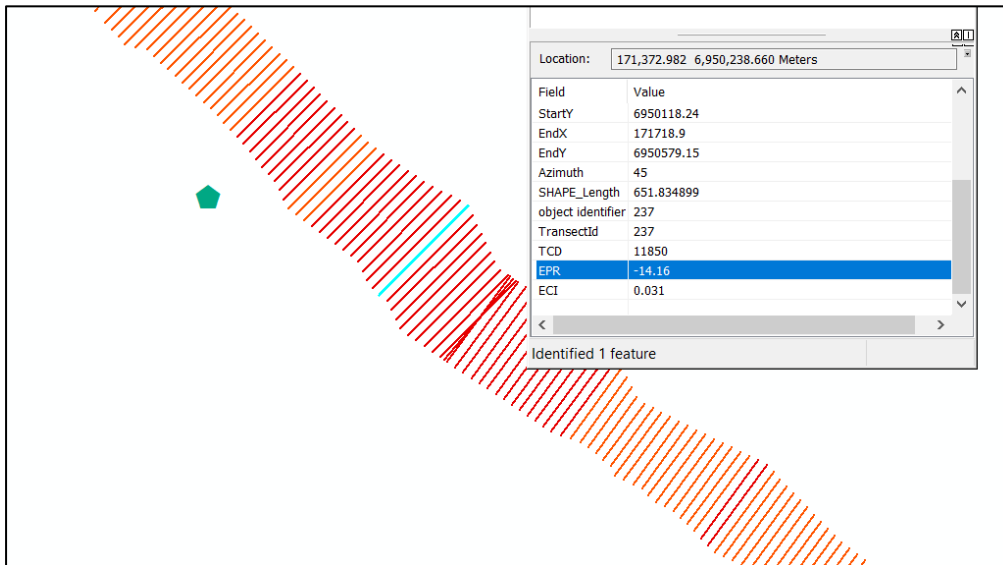 Location: 171,372.982 6,950,238.660 Meters
Field Value
StartY 6950118.24
EndX 171718.9
EndY 6950579.15
Azimuth 45
SHAPE_Length 651.834899
object identifier 237
TransectId 237
TCD 11850
EPR -14.16
ECI 0.031
Identified 1 feature